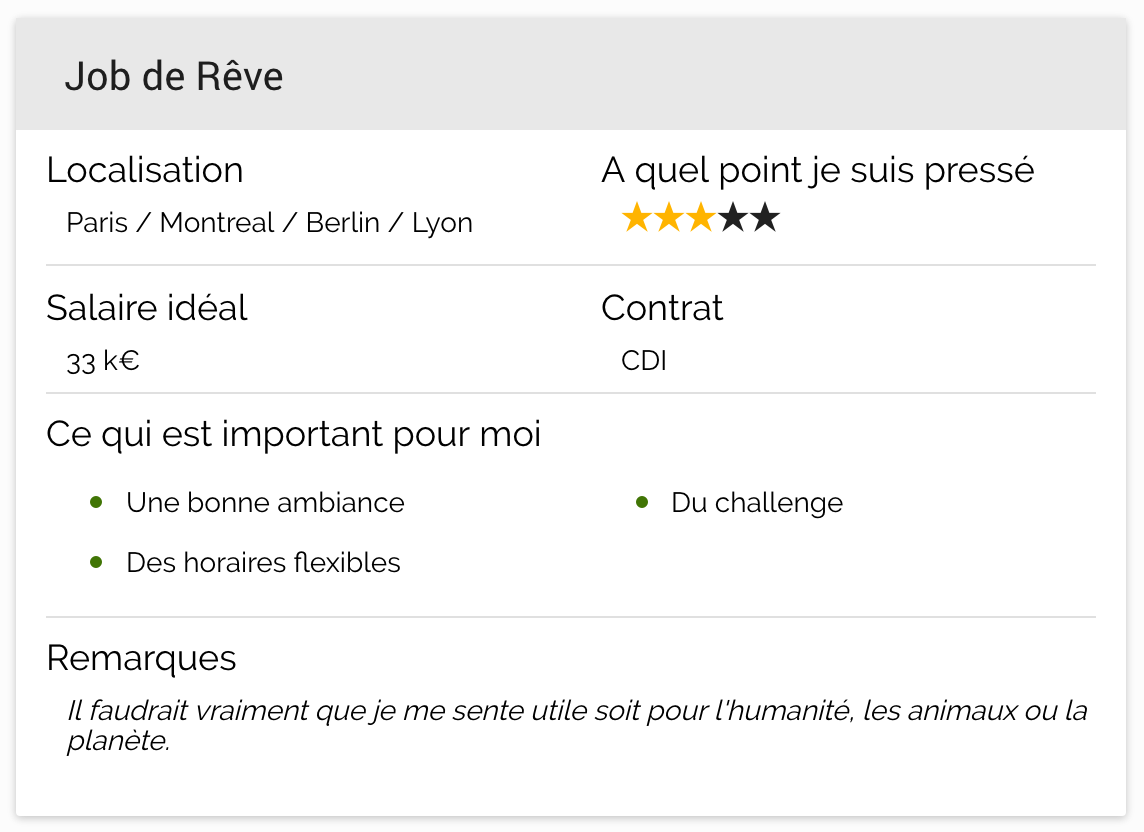 Job de Rêve
Localisation
Paris / Montreal / Berlin / Lyon
A quel point je suis pressé
Salaire idéal
33 k€
Contrat
CDI
Ce qui est important pour moi
Une bonne ambiance
Du challenge
Des horaires flexibles
Remarques
Il faudrait vraiment que je me sente utile soit pour l'humanité, les animaux ou la
planète.